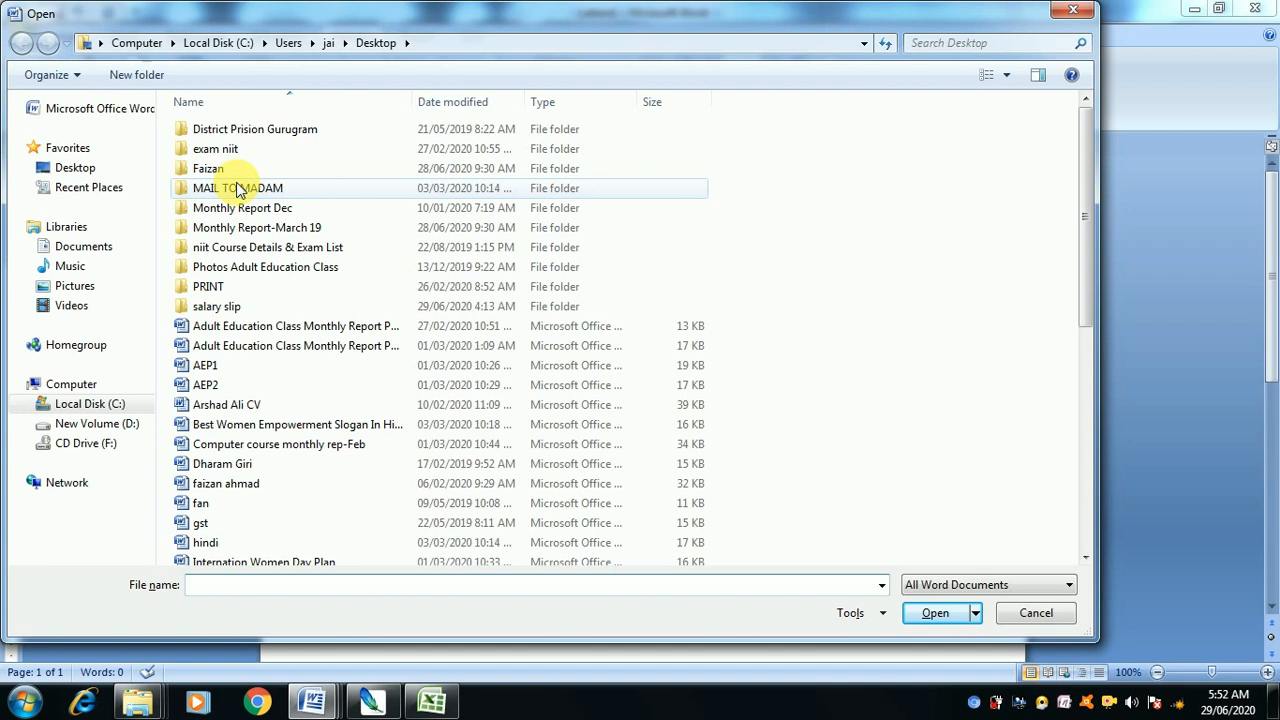 Open
Computer Local Disk (C:) Users jai Desktop
Search Desktop
Organize New folder
Microsoft Office Word
Favorites
Desktop
Recent Places
Libraries
Documents
Music
Pictures
Videos
Homegroup
Computer
Local Disk (C:)
New Volume (D:)
CD Drive (F:)
Network
Name Date modified Type Size
District Prision Gurugram 21/05/2019 8:22 AM File folder
exam niit 27/02/2020 10:55 ... File folder
Faizan 28/06/2020 9:30 AM File folder
MAIL TO MADAM 03/03/2020 10:14 ... File folder
Monthly Report Dec 10/01/2020 7:19 AM File folder
Monthly Report-March 19 28/06/2020 9:30 AM File folder
niit Course Details & Exam List 22/08/2019 1:15 PM File folder
Photos Adult Education Class 13/12/2019 9:22 AM File folder
PRINT 26/02/2020 8:52 AM File folder
salary slip 29/06/2020 4:13 AM File folder
Adult Education Class Monthly Report P... 27/02/2020 10:51 ... Microsoft Office ... 13 KB
Adult Education Class Monthly Report P... 01/03/2020 1:09 AM Microsoft Office ... 17 KB
AEP1 01/03/2020 10:26 ... Microsoft Office ... 19 KB
AEP2 01/03/2020 10:29 ... Microsoft Office ... 17 KB
Arshad Ali CV 10/02/2020 11:09 ... Microsoft Office ... 39 KB
Best Women Empowerment Slogan In Hi... 03/03/2020 10:18 ... Microsoft Office ... 16 KB
Computer course monthly rep-Feb 01/03/2020 10:44 ... Microsoft Office ... 34 KB
Dharam Giri 17/02/2019 9:52 AM Microsoft Office ... 15 KB
faizan ahmad 06/02/2020 9:29 AM Microsoft Office ... 32 KB
fan 09/05/2019 10:08 ... Microsoft Office ... 11 KB
gst 22/05/2019 8:11 AM Microsoft Office ... 15 KB
hindi 03/03/2020 10:14 ... Microsoft Office ... 17 KB
Internation Women Day Plan 01/03/2020 10:33 ... Microsoft Office ... 16 KB
File name: All Word Documents
Tools Open Cancel
Page: 1 of 1 Words: 0 100%
5:52 AM
29/06/2020